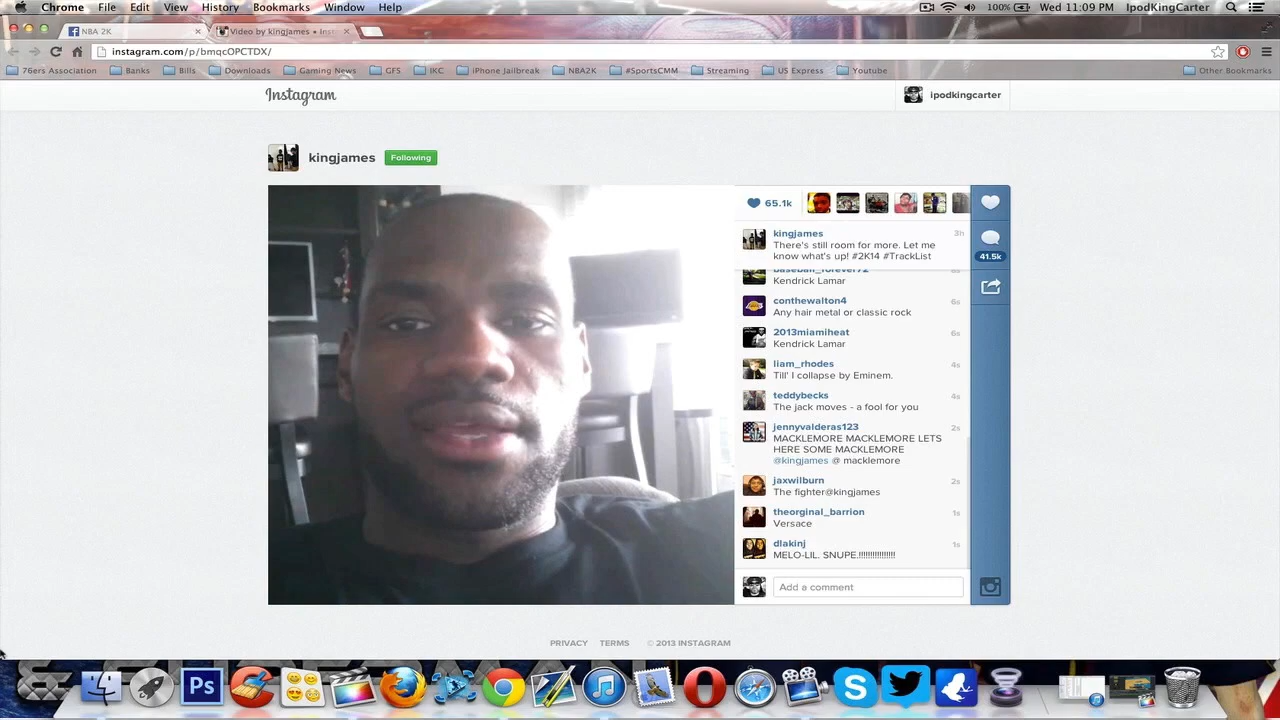 Chrome File Edit View History Bookmarks Window Help 100% Wed 11:09 PM IpodKingCarter
NBA 2K Video by kingjames • Inst
instagram.com/p/bmqcOPCTDX/
76ers Association Banks Bills Downloads Gaming News GFS IKC iPhone Jailbreak NBA2K #SportsCMM Streaming US Express Youtube Other Bookmarks
Instagram ipodkingcarter
kingjames Following
65.1k
kingjames 3h
There's still room for more. Let me
know what's up! #2K14 #TrackList
41.5k
baseball_forever72 6s
Kendrick Lamar
conthewalton4 6s
Any hair metal or classic rock
2013miamiheat 6s
Kendrick Lamar
liam_rhodes 4s
Till' I collapse by Eminem.
teddybecks 4s
The jack moves - a fool for you
jennyvalderas123 2s
MACKLEMORE MACKLEMORE LETS
HERE SOME MACKLEMORE
@kingjames @ macklemore
jaxwilburn 2s
The fighter@kingjames
theorginal_barrion 1s
Versace
dlakinj 1s
MELO-LIL. SNUPE.!!!!!!!!!!!!!!!!
Add a comment
PRIVACY TERMS © 2013 INSTAGRAM
Ps